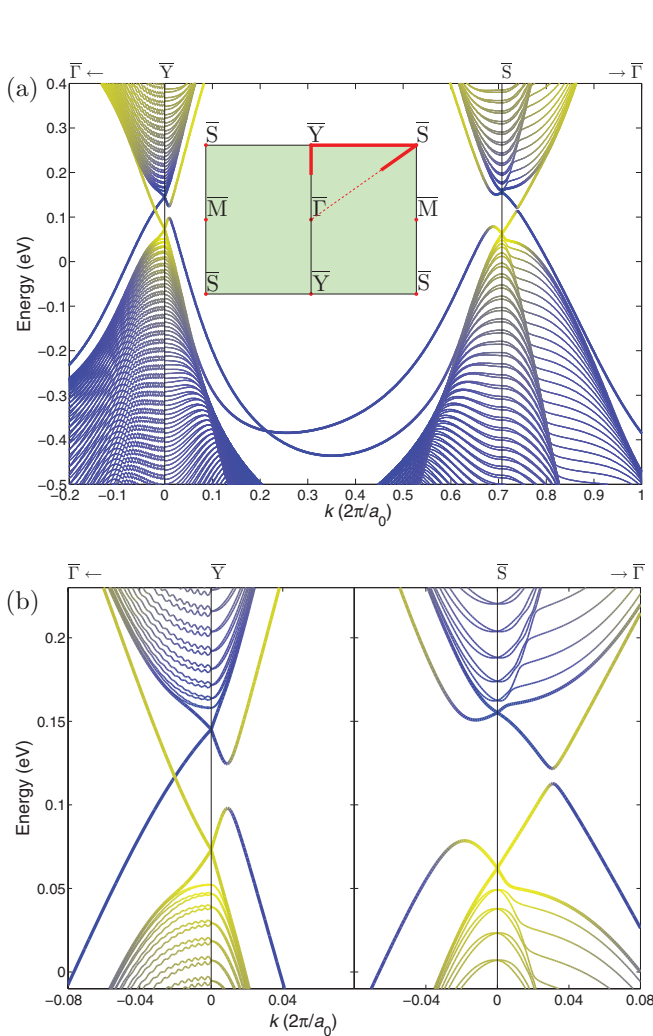 Γ ← Y S → Γ
(a)
0.4
0.3
0.2
0.1
0
−0.1
−0.2
−0.3
−0.4
−0.5
Energy (eV)
S Y S
M Γ M
S Y S
−0.2 −0.1 0 0.1 0.2 0.3 0.4 0.5 0.6 0.7 0.8 0.9 1
k (2π/a₀)
Γ ← Y S → Γ
(b)
0.2
0.15
0.1
0.05
0
Energy (eV)
−0.08 −0.04 0 0.04 −0.04 0 0.04 0.08
k (2π/a₀) k (2π/a₀)